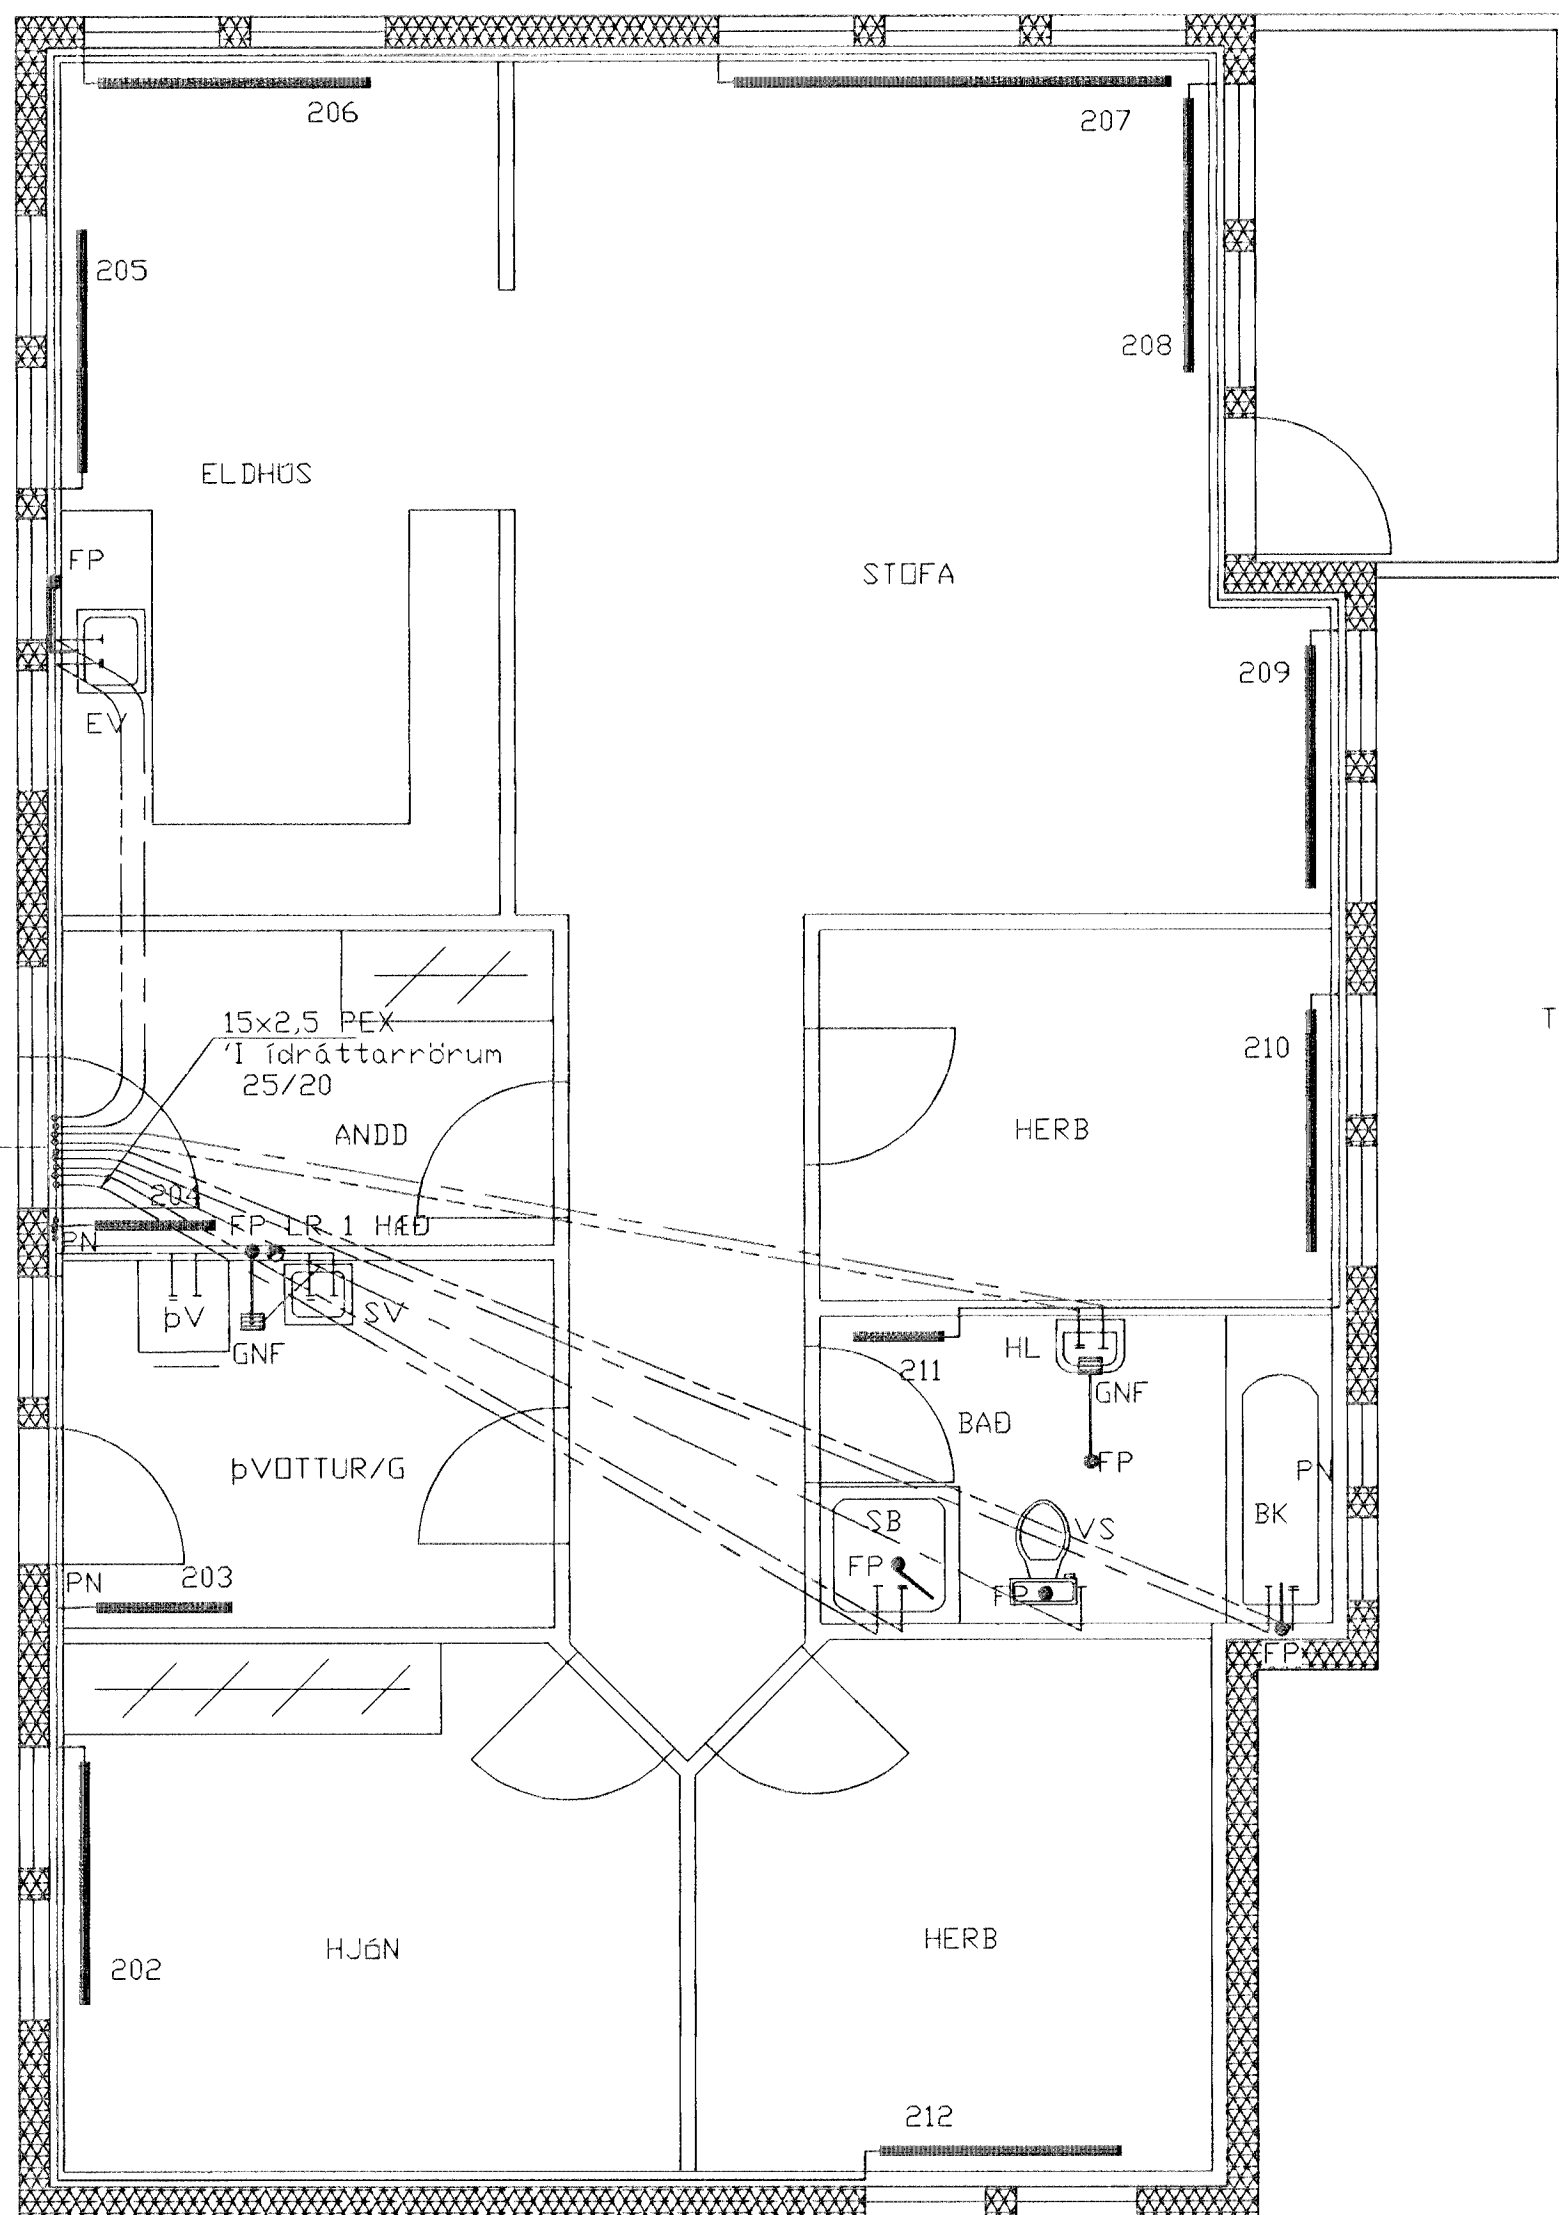 206
207
205
208
ELDHÚS
FP
STOFA
209
EV
15x2,5 PEX
'I ídráttarrörum
25/20
T
210
ANDD
HERB
204
FP LR 1 HÆÐ
PN
ÞV
SV
GNF
HL
211
GNF
BAÐ
ÞVOTTUR/G
FP
PN
SB
VS
BK
FP
FP
PN
203
FP
HJóN
HERB
202
212